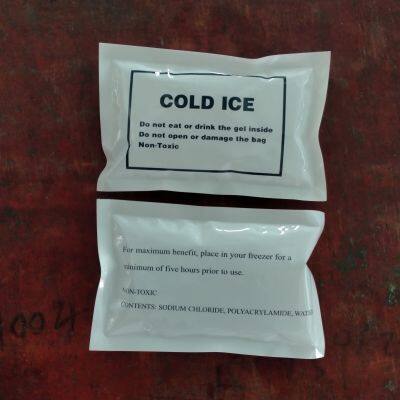 COLD ICE
Do not eat or drink the gel inside
Do not open or damage the bag
Non-Toxic
For maximum benefit, place in your freezer for a
minimum of five hours prior to use.
NON-TOXIC
CONTENTS: SODIUM CHLORIDE, POLYACRYLAMIDE, WATER
004